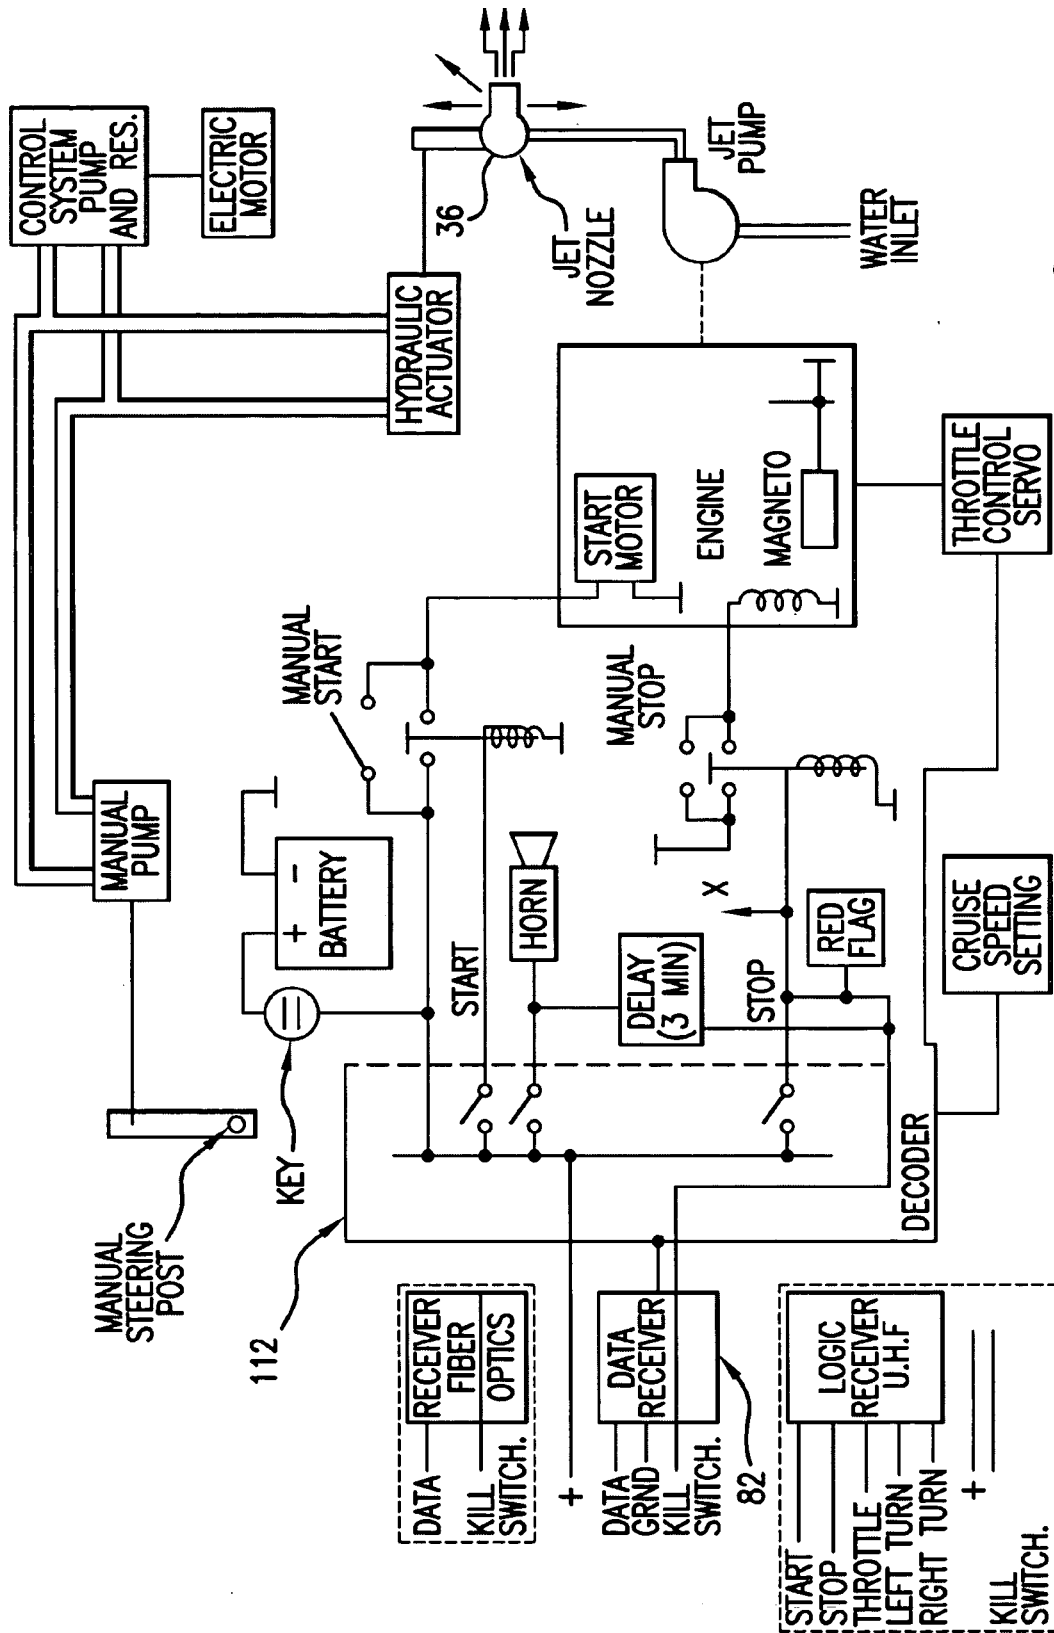 CONTROL
SYSTEM
PUMP
AND RES.
ELECTRIC
MOTOR
MANUAL
PUMP
HYDRAULIC
ACTUATOR
36
JET
NOZZLE
JET
PUMP
WATER
INLET
MANUAL
STEERING
POST
KEY
+ -
BATTERY
MANUAL
START
START
HORN
DELAY
(3 MIN)
STOP
X
RED
FLAG
MANUAL
STOP
START
MOTOR
ENGINE
MAGNETO
THROTTLE
CONTROL
SERVO
CRUISE
SPEED
SETTING
DECODER
112
DATA
KILL
SWITCH.
RECEIVER
FIBER
OPTICS
+
DATA
GRND
KILL
SWITCH.
DATA
RECEIVER
82
START
STOP
THROTTLE
LEFT TURN
RIGHT TURN
LOGIC
RECEIVER
U.H.F
+
KILL
SWITCH.